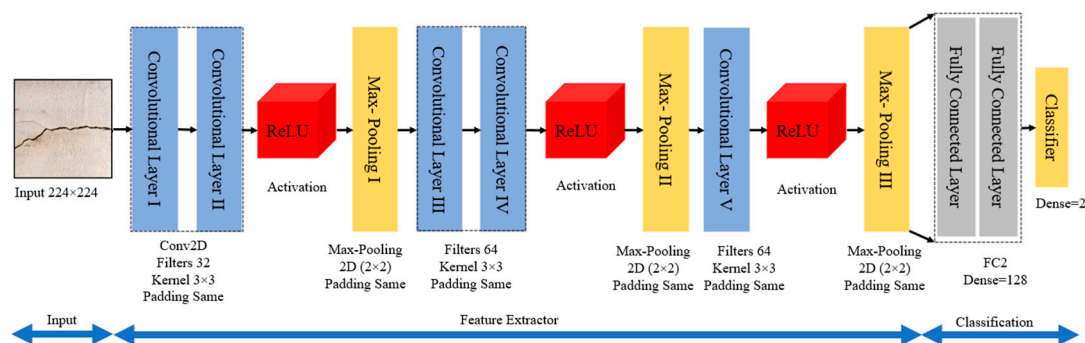 Input 224×224
Convolutional Layer I
Convolutional Layer II
Conv2D
Filters 32
Kernel 3×3
Padding Same
ReLU
Activation
Max- Pooling I
Max-Pooling
2D (2×2)
Padding Same
Convolutional Layer III
Convolutional Layer IV
Filters 64
Kernel 3×3
Padding Same
ReLU
Activation
Max- Pooling II
Max-Pooling
2D (2×2)
Padding Same
Convolutional Layer V
Filters 64
Kernel 3×3
Padding Same
ReLU
Activation
Max- Pooling III
Max-Pooling
2D (2×2)
Padding Same
Fully Connected Layer
Fully Connected Layer
FC2
Dense=128
Classifier
Dense=2
Input
Feature Extractor
Classification